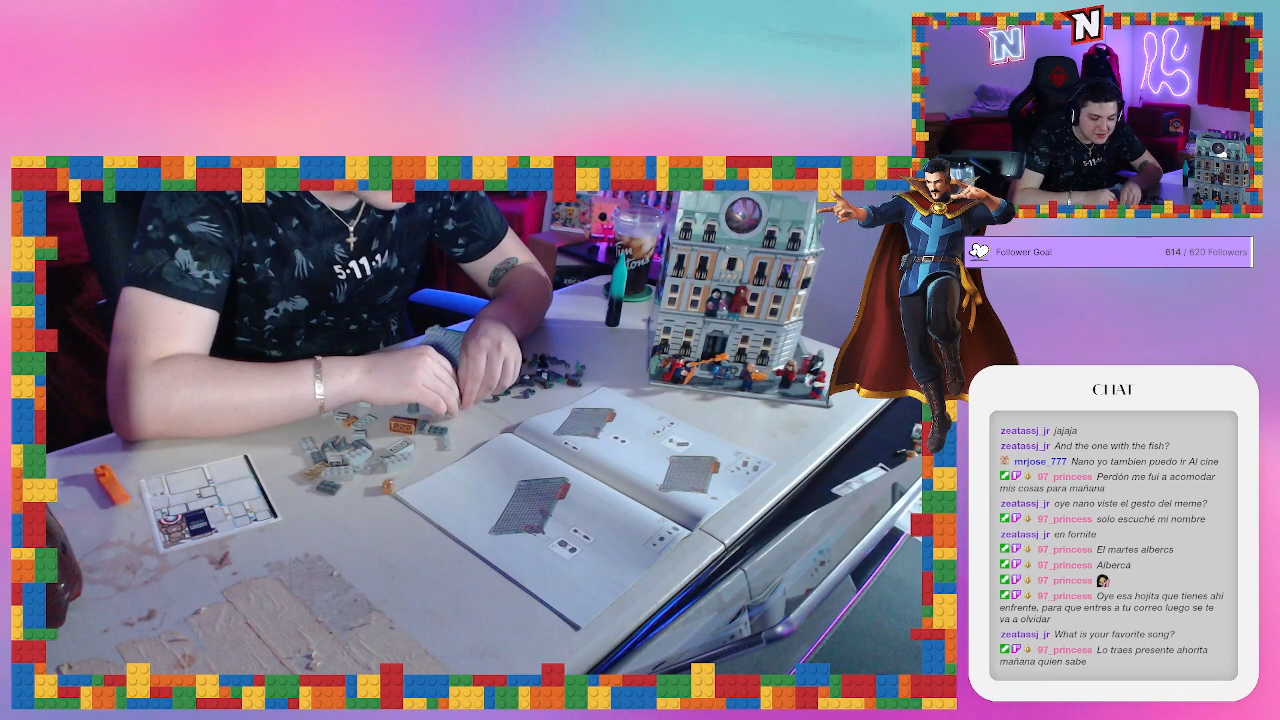 N
N
5·11·14
Tim
Follower Goal
614 / 620 Followers
CHAT
zeatassj_jr jajaja
zeatassj_jr And the one with the fish?
mrjose_777 Nano yo tambien puedo ir Al cine
97_princess Perdón me fui a acomodar
mis cosas para mañana
zeatassj_jr oye nano viste el gesto del meme?
97_princess solo escuché mi nombre
zeatassj_jr en fornite
97_princess El martes albercs
97_princess Alberca
97_princess
97_princess Oye esa hojita que tienes ahi
enfrente, para que entres a tu correo luego se te
va a olvidar
zeatassj_jr What is your favorite song?
97_princess Lo traes presente ahorita
mañana quien sabe